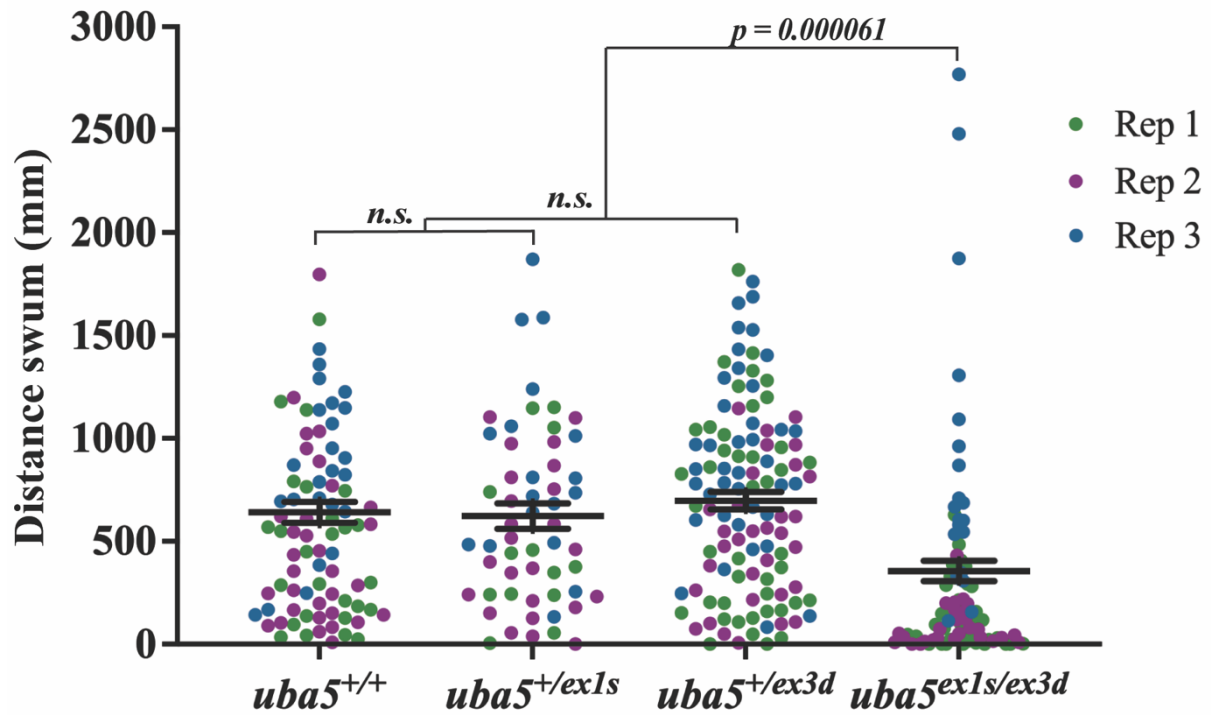 3000
2500
2000
1500
1000
500
0
Distance swum (mm)
p = 0.000061
n.s.
n.s.
Rep 1
Rep 2
Rep 3
uba5+/+
uba5+/ex1s
uba5+/ex3d
uba5ex1s/ex3d